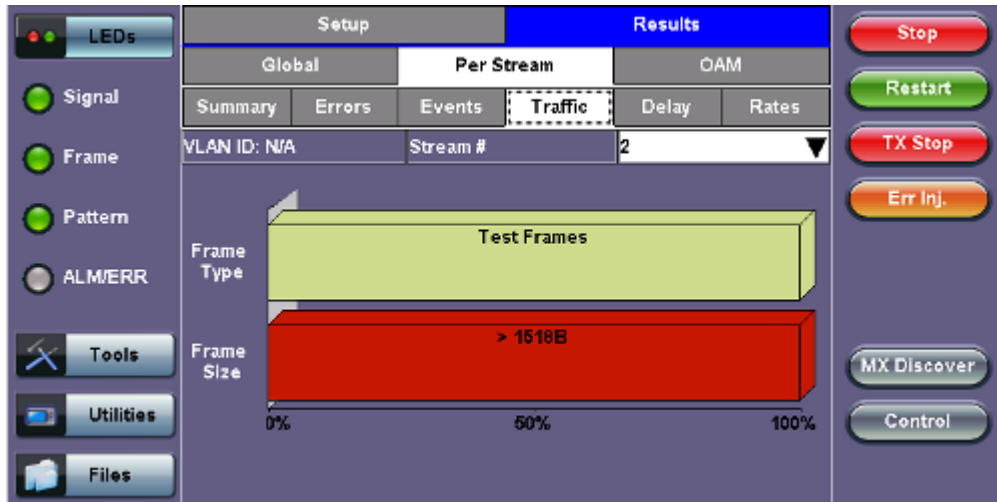 LEDs
Setup
Results
Stop
Global
Per Stream
OAM
Signal
Restart
Summary
Errors
Events
Traffic
Delay
Rates
VLAN ID: N/A
Stream #
2
TX Stop
Frame
Err Inj.
Pattern
Frame
Type
Test Frames
ALM/ERR
Tools
Frame
Size
> 1518B
MX Discover
Utilities
0%
50%
100%
Control
Files